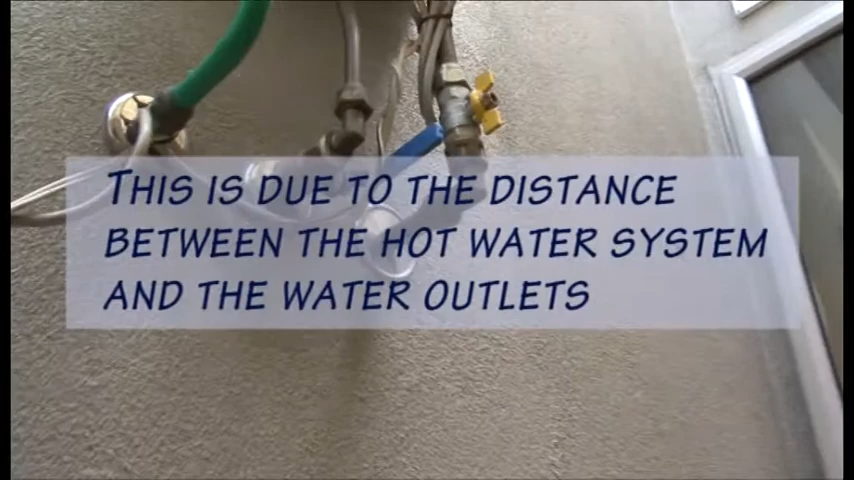 THIS IS DUE TO THE DISTANCE
BETWEEN THE HOT WATER SYSTEM
AND THE WATER OUTLETS